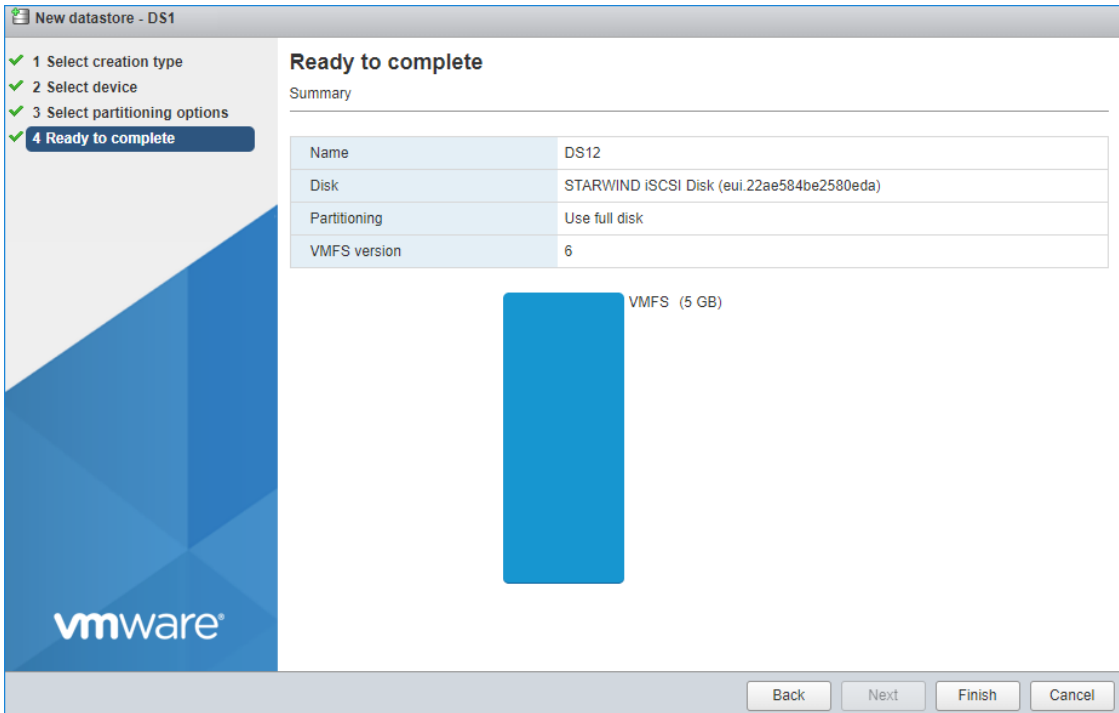 New datastore - DS1
1 Select creation type
2 Select device
3 Select partitioning options
4 Ready to complete
Ready to complete
Summary
Name DS12
Disk STARWIND iSCSI Disk (eui.22ae584be2580eda)
Partitioning Use full disk
VMFS version 6
VMFS (5 GB)
vmware®
Back Next Finish Cancel